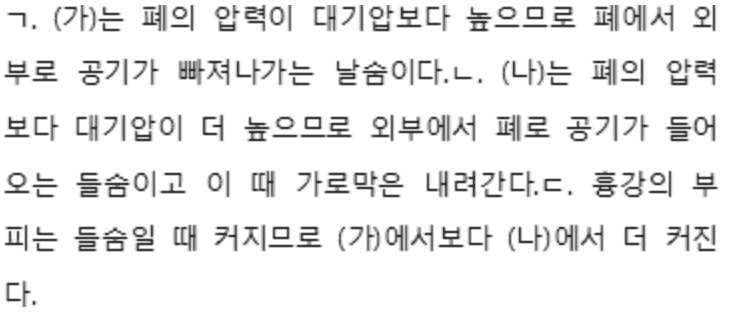 ㄱ. (가)는 폐의 압력이 대기압보다 높으므로 폐에서 외
부로 공기가 빠져나가는 날숨이다.ㄴ. (나)는 폐의 압력
보다 대기압이 더 높으므로 외부에서 폐로 공기가 들어
오는 들숨이고 이 때 가로막은 내려간다.ㄷ. 흉강의 부
피는 들숨일 때 커지므로 (가)에서보다 (나)에서 더 커진
다.